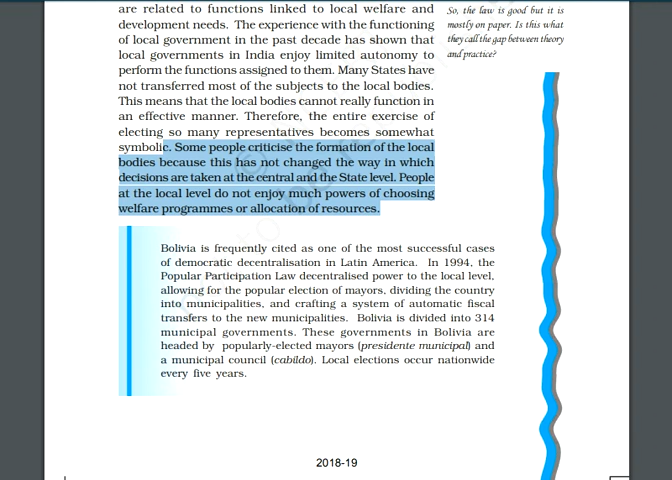 are related to functions linked to local welfare and
development needs. The experience with the functioning
of local government in the past decade has shown that
local governments in India enjoy limited autonomy to
perform the functions assigned to them. Many States have
not transferred most of the subjects to the local bodies.
This means that the local bodies cannot really function in
an effective manner. Therefore, the entire exercise of
electing so many representatives becomes somewhat
symbolic. Some people criticise the formation of the local
bodies because this has not changed the way in which
decisions are taken at the central and the State level. People
at the local level do not enjoy much powers of choosing
welfare programmes or allocation of resources.
So, the law is good but it is
mostly on paper. Is this what
they call the gap between theory
and practice?
Bolivia is frequently cited as one of the most successful cases
of democratic decentralisation in Latin America. In 1994, the
Popular Participation Law decentralised power to the local level,
allowing for the popular election of mayors, dividing the country
into municipalities, and crafting a system of automatic fiscal
transfers to the new municipalities. Bolivia is divided into 314
municipal governments. These governments in Bolivia are
headed by popularly-elected mayors (presidente municipal) and
a municipal council (cabildo). Local elections occur nationwide
every five years.
2018-19